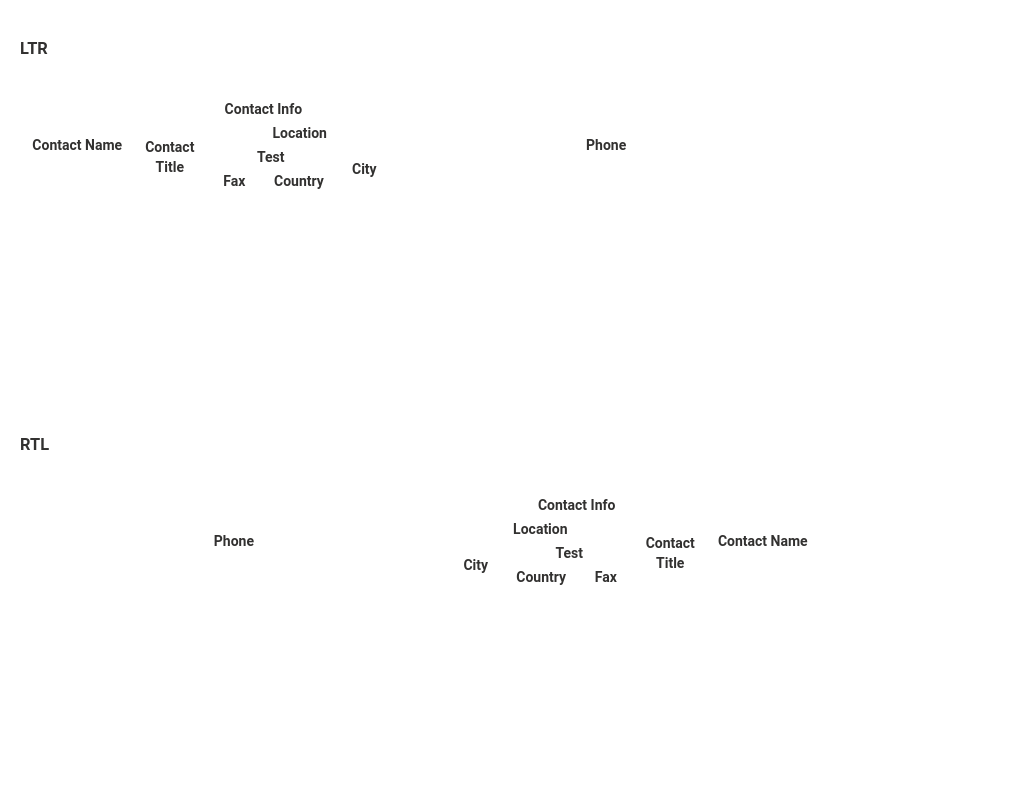 LTR
Contact Info
Location
Contact Name
Contact
Title
Phone
Test
City
Fax
Country
RTL
Contact Info
Location
Phone
Contact
Title
Contact Name
Test
City
Country
Fax